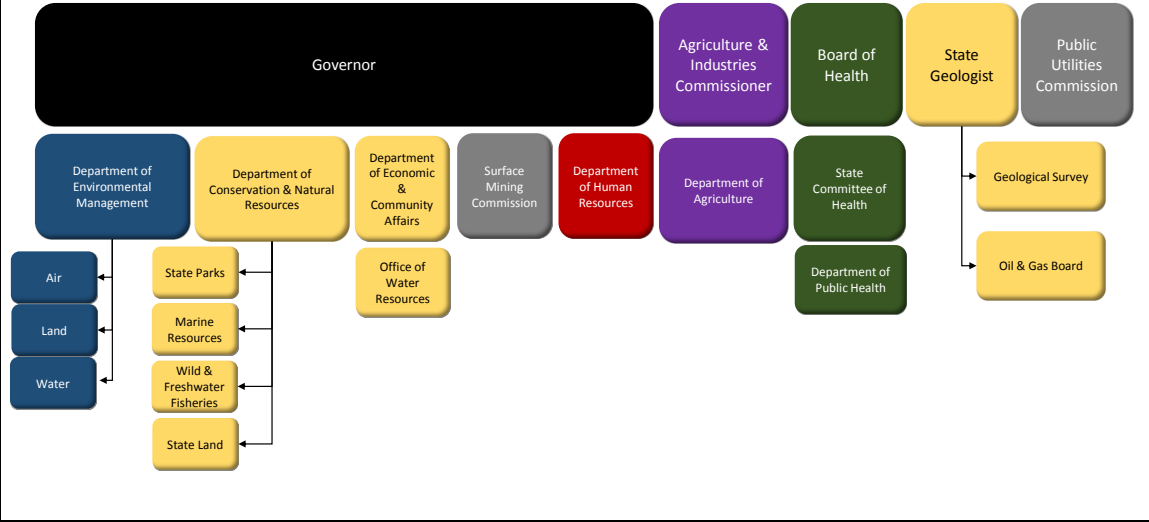 Governor
Agriculture &
Industries
Commissioner
Board of
Health
State
Geologist
Public
Utilities
Commission
Department of
Environmental
Management
Department of
Conservation & Natural
Resources
Department
of Economic
&
Community
Affairs
Surface
Mining
Commission
Department
of Human
Resources
Department of
Agriculture
State
Committee of
Health
Geological Survey
Air
Land
Water
State Parks
Marine
Resources
Wild &
Freshwater
Fisheries
State Land
Office of
Water
Resources
Department of
Public Health
Oil & Gas Board